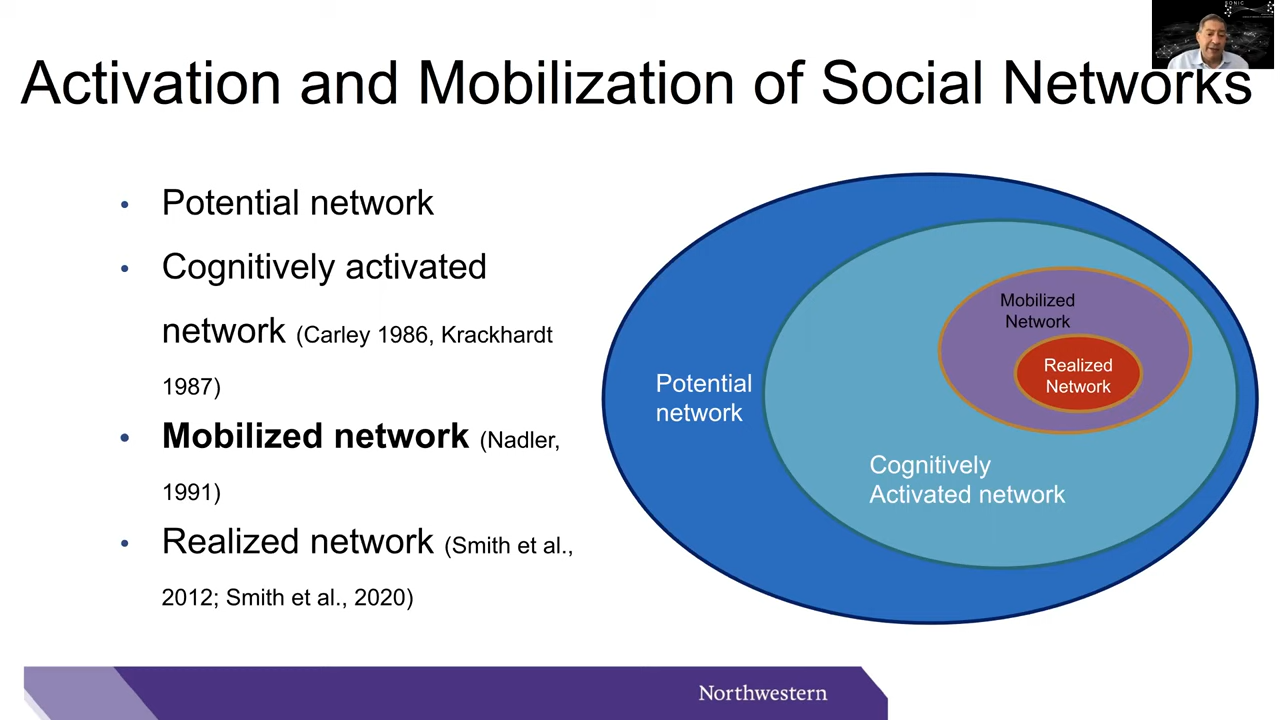 SONIC
Activation and Mobilization of Social Networks
• Potential network
• Cognitively activated
network (Carley 1986, Krackhardt
1987)
• Mobilized network (Nadler,
1991)
• Realized network (Smith et al.,
2012; Smith et al., 2020)
Mobilized
Network
Realized
Network
Potential
network
Cognitively
Activated network
Northwestern